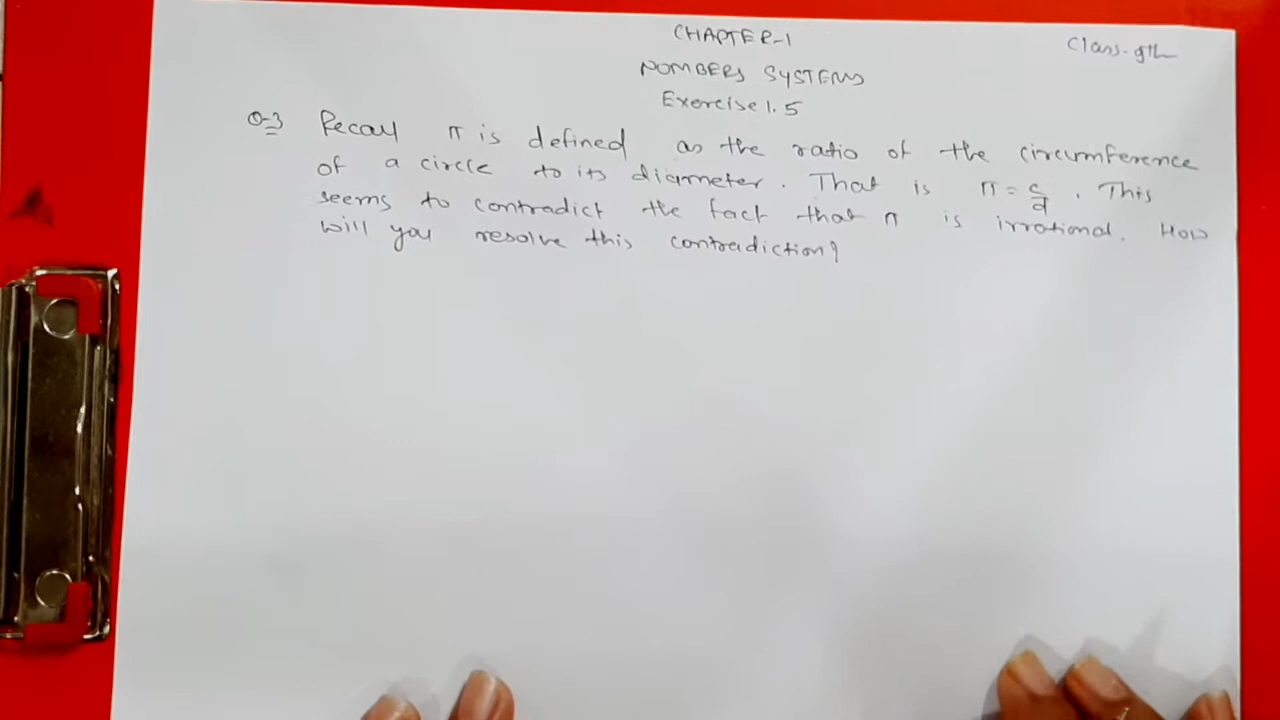 CHAPTER-1
Class-9th
NUMBERS SYSTEMS
Exercise 1.5
Q-3 Recall π is defined as the ratio of the circumference
of a circle to its diameter. That is π = c/d. This
seems to contradict the fact that π is irrational. How
will you resolve this contradiction?